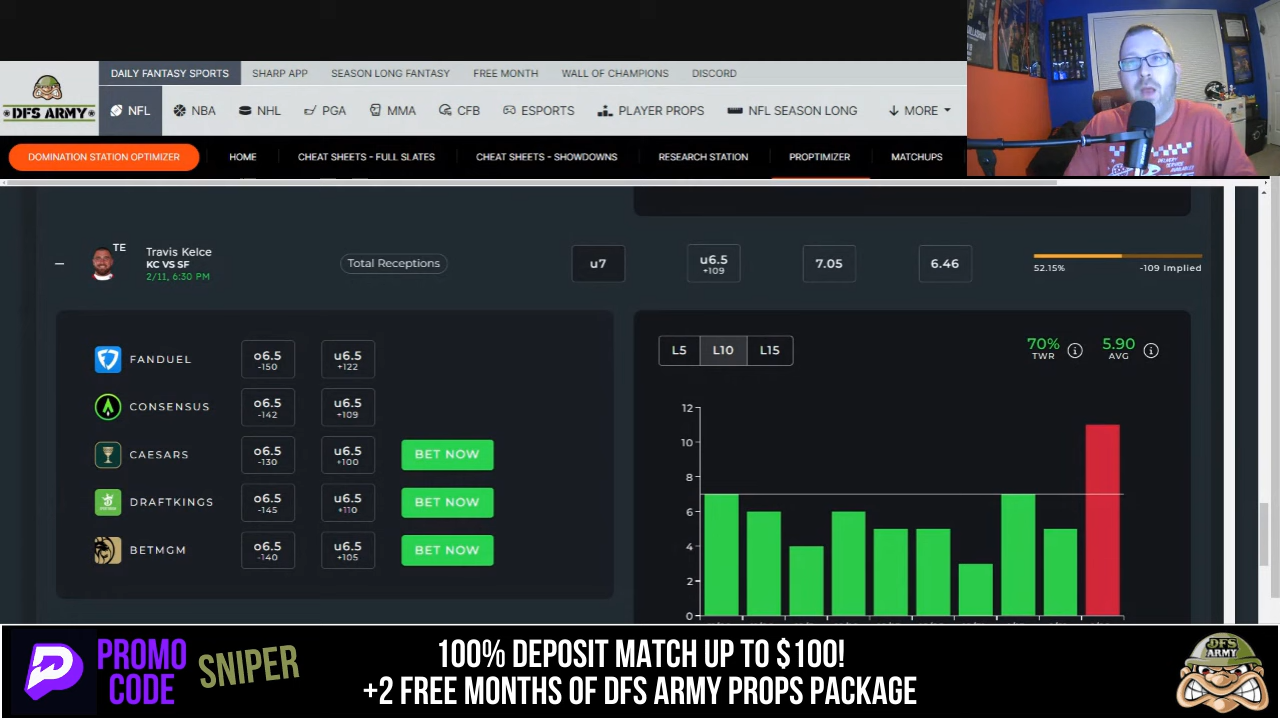 DAILY FANTASY SPORTS SHARP APP SEASON LONG FANTASY FREE MONTH WALL OF CHAMPIONS DISCORD
DFS ARMY NFL NBA NHL PGA MMA CFB ESPORTS PLAYER PROPS NFL SEASON LONG MORE
DOMINATION STATION OPTIMIZER HOME CHEAT SHEETS - FULL SLATES CHEAT SHEETS - SHOWDOWNS RESEARCH STATION PROPTIMIZER MATCHUPS
TE
Travis Kelce
KC VS SF
2/11, 6:30 PM
Total Receptions
u7
u6.5
+109
7.05
6.46
52.15% -109 Implied
FANDUEL o6.5 u6.5
-150 +122
CONSENSUS o6.5 u6.5
-142 +109
CAESARS o6.5 u6.5 BET NOW
-130 +100
DRAFTKINGS o6.5 u6.5 BET NOW
-145 +110
BETMGM o6.5 u6.5 BET NOW
-140 +105
L5 L10 L15
70% 5.90
TWR AVG
12
10
8
6
4
2
0
PROMO
CODE
SNIPER
100% DEPOSIT MATCH UP TO $100!
+2 FREE MONTHS OF DFS ARMY PROPS PACKAGE
DFS
ARMY